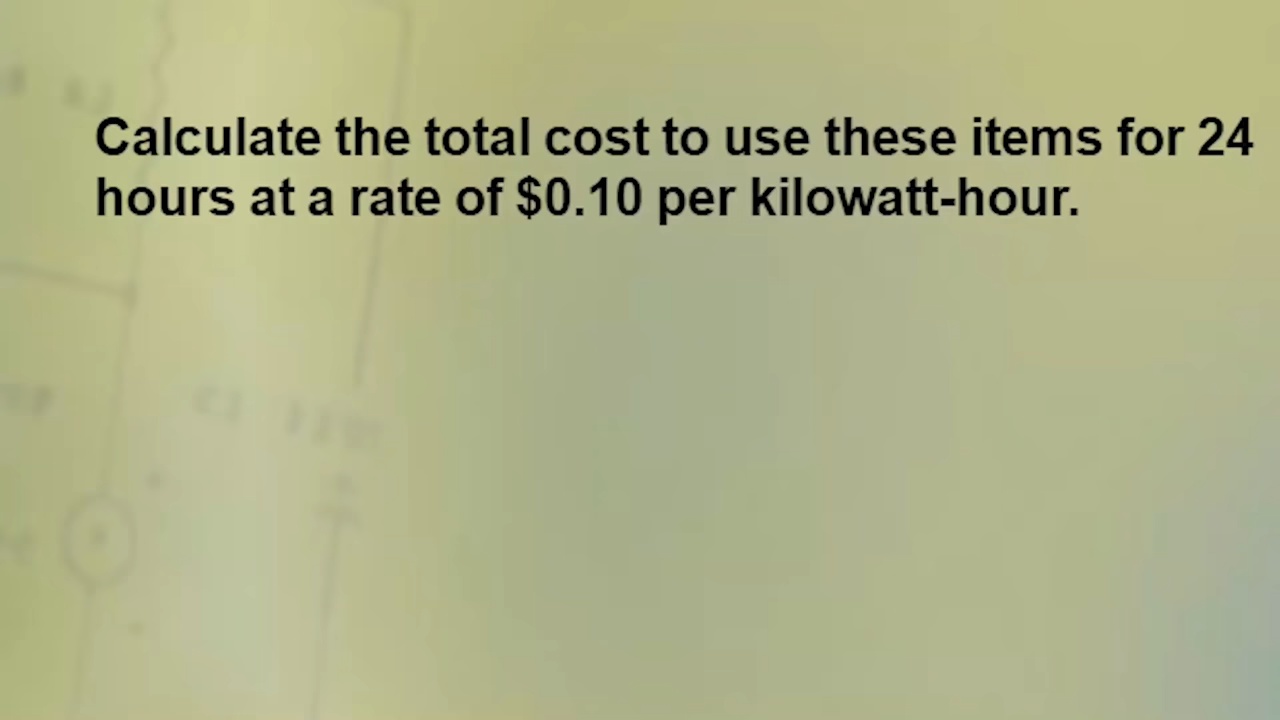 Calculate the total cost to use these items for 24
hours at a rate of $0.10 per kilowatt-hour.